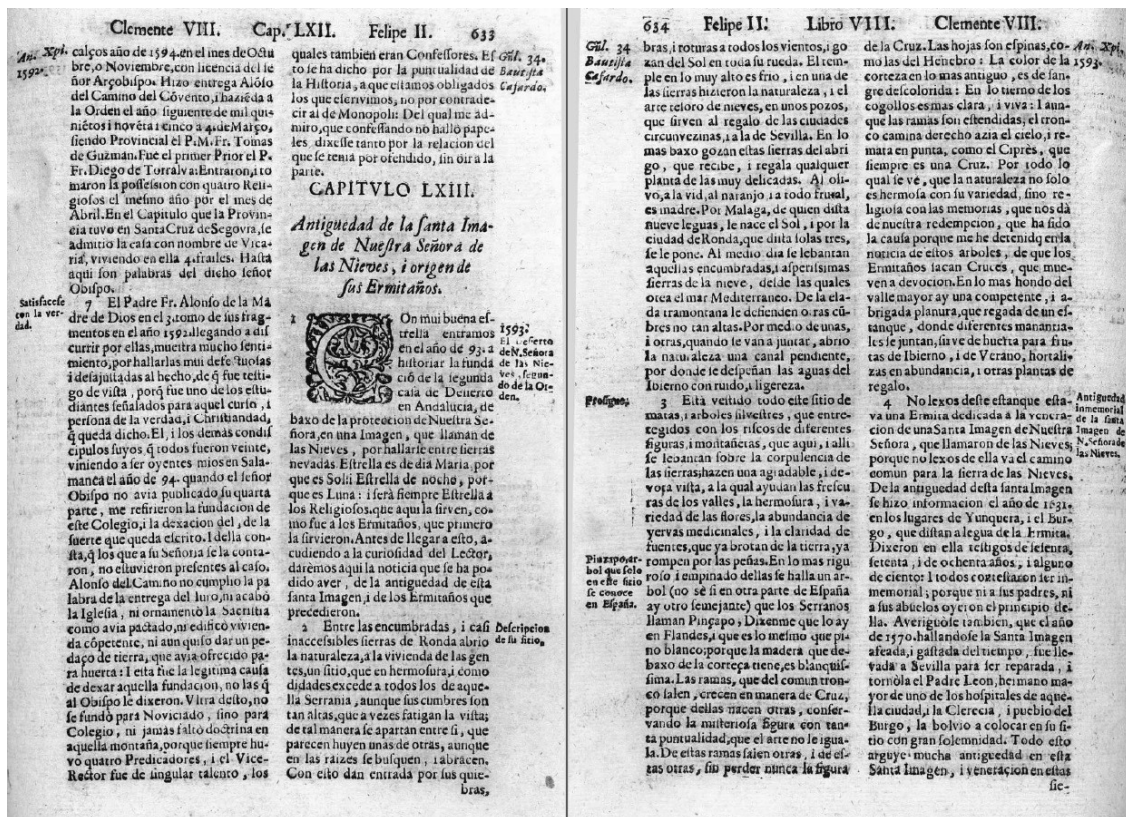 Clemente VIII. Cap. LXII. Felipe II. 633
An. Xpi.
1592.
calços año de 1594. en el mes de Octu
bre, o Noviembre, con licencia del se
ñor Arçobispo. Hizo entrega Alõso
del Camino del Cõvento, i haziẽda a
la Orden el año siguiente de mil qui-
niẽtos i novẽta i cinco a 4. de Março,
siendo Provincial el P. M. Fr. Tomas
de Guzman. Fue el primer Prior el P.
Fr. Diego de Torralva: Entraron, i to
maron la possession con quatro Reli-
giosos el mesmo año por el mes de
Abril. En el Capitulo que la Provin-
cia tuvo en Santa Cruz de Segovia, se
admitio la casa con nombre de Vica-
ria, viviendo en ella 4. frailes. Hasta
aqui son palabras del dicho señor
Obispo.
Satisfacese
con la ver-
dad.
7 El Padre Fr. Alonso de la Ma
dre de Dios en el 3. tomo de sus frag-
mentos en el año 1592. llegando a dis
currir por ellas, muestra mucho senti-
miento, por hallarlas mui defectuosas
i desajustadas al hecho, de q̃ fue testi-
go de vista, porq̃ fue uno de los estu-
diantes señalados para aquel curso, i
persona de la verdad, i Christiandad,
q̃ queda dicho. El, i los demàs condis
cipulos suyos, q̃ todos fueron veinte,
viniendo a ser oyentes mios en Sala-
manca el año de 94. quando el señor
Obispo no avia publicado su quarta
parte, me refirieron la fundacion de
este Colegio, i la dexacion del, de la
suerte que queda escrito. I della con-
sta, q̃ los que a su Señoria se la conta-
ron, no estuvieron presentes al caso.
Alonso del Camino no cumplio la pa
labra de la entrega del Iuro, ni acabò
la Iglesia, ni ornamentò la Sacristia
como avia pactado, ni edificò vivien-
da cõpetente, ni aun quiso dar un pe-
daço de tierra, que avia ofrecido pa-
ra huerta: I esta fue la legitima causa
de dexar aquella fundacion, no las q̃
al Obispo le dixeron. Vltra desto, no
se fundò para Noviciado, sino para
Colegio, ni jamas faltò doctrina en
aquella montaña, porque siempre hu-
vo quatro Predicadores, i el Vice-
Rector fue de singular talento, los
quales tambien eran Confessores. Es
to se ha dicho por la puntualidad de
la Historia, a que estamos obligados
los que escrivimos, no por contrade-
cir al de Monopoli: Del qual me ad-
miro, que confessando no hallò pape-
les, dixesse tanto por la relacion del
que se tenia por ofendido, sin oir a la
parte.
Gil. 34.
Bautista
Cajardo.
CAPITVLO LXIII.
Antiguedad de la santa Ima-
gen de Nuestra Señora de
las Nieves, i origen de
sus Ermitaños.
1 CON mui buena es-
trella entramos
en el año de 93. a
historiar la funda
ciõ de la segunda
casa de Desierto
en Andalucia, de
baxo de la proteccion de Nuestra Se-
ñora, en una Imagen, que llaman de
las Nieves, por hallarse entre sierras
nevadas. Estrella es de dia Maria, por
que es Sol: i Estrella de noche, por-
que es Luna: i serà siempre Estrella a
los Religiosos, que aqui la sirven, co-
mo fue a los Ermitaños, que primero
la sirvieron. Antes de llegar a esto, a-
cudiendo a la curiosidad del Lector,
daremos aqui la noticia que se ha po-
dido aver, de la antiguedad de esta
santa Imagen, i de los Ermitaños que
precedieron.
1593.
El Desierto
de N. Señora
de las Nie-
ves, segun-
do de la Or-
den.
2 Entre las encumbradas, i casi
inaccessibles sierras de Ronda abrio
la naturaleza, a la vivienda de las gen
tes, un sitio, que en hermosura, i como
didades excede a todos los de aque-
lla Serrania, aunque sus cumbres son
tan altas, que a vezes fatigan la vista;
de tal manera se apartan entre si, que
parecen huyen unas de otras, aunque
en las raizes se busquen, i abracen.
Con esto dan entrada por sus quie-
bras,
Descripcion
de su sitio.
634 Felipe II. Libro VIII. Clemente VIII.
Gil. 34
Bautista
Cajardo.
bras, i roturas a todos los vientos, i go
zan del Sol en toda su rueda. El tem-
ple en lo muy alto es frio, i en una de
las sierras hizieron la naturaleza, i el
arte tesoro de nieves, en unos pozos,
que sirven al regalo de las ciudades
circunvezinas, i a la de Sevilla. En lo
mas baxo gozan estas sierras del abri
go, que recibe, i regala qualquier
planta de las muy delicadas. Al oli-
vo, a la vid, al naranjo, i a todo frutal,
es madre. Por Malaga, de quien dista
nueve leguas, le nace el Sol, i por la
ciudad de Ronda, que dista solas tres,
se le pone. Al medio dia se lebantan
aquellas encumbradas, i asperissimas
sierras de la nieve, desde las quales
otea el mar Mediterraneo. De la ela-
da tramontana le defienden otras cũ-
bres no tan altas. Por medio de unas,
i otras, quando se van a juntar, abrio
la naturaleza una canal pendiente,
por donde se despeñan las aguas del
Ibierno con ruido, i ligereza.
Prosigue.
3 Està vestido todo este sitio de
matas, i arboles silvestres, que entre-
tegidos con los riscos de diferentes
figuras, i montañetas, que aqui, i alli
se lebantan sobre la corpulencia de
las sierras, hazen una agradable, i de-
vota vista, a la qual ayudan las frescu
ras de los valles, la hermosura, i va-
riedad de las flores, la abundancia de
yervas medicinales, i la claridad de
fuentes, que ya brotan de la tierra, ya
rompen por las peñas. En lo mas rigu
roso i empinado dellas se halla un ar-
bol (no sè si en otra parte de España
ay otro semejante) que los Serranos
llaman Pinçapo, Dizenme que lo ay
en Flandes, i que es lo mesmo que pi-
no blanco; porque la madera que de-
baxo de la corteça tiene, es blanquis-
sima. Las ramas, que del comun tron-
co salen, crecen en manera de Cruz,
porque dellas nacen otras, conser-
vando la misteriosa figura con tan-
ta puntualidad, que el arte no le igua-
la. De estas ramas salen otras, i de es-
tas otras, sin perder nunca la figura
Pinzapo, ar-
bol que solo
en este sitio
se conoce
en España.
de la Cruz. Las hojas son espinas, co-
mo las del Henebro: La color de la
corteza en lo mas antiguo, es de san-
gre descolorida: En lo tierno de los
cogollos es mas clara, i viva: I aun-
que las ramas son estendidas, el tron-
co camina derecho azia el cielo, i re-
mata en punta, como el Ciprès, que
siempre es una Cruz. Por todo lo
qual se vè, que la naturaleza no solo
es hermosa con su variedad, sino re-
ligiosa con las memorias, que nos dà
de nuestra redempcion, que ha sido
la causa porque me he detenido en la
noticia de estos arboles, de que los
Ermitaños sacan Cruces, que mue-
ven a devocion. En lo mas hondo del
valle mayor ay una competente, i a-
brigada planura, que regada de un es-
tanque, donde diferentes manantia-
les se juntan, sirve de huerta para fru-
tas de Ibierno, i de Verano, hortali-
zas en abundancia, i otras plantas de
regalo.
An. Xpi.
1593.
4 No lexos deste estanque esta-
va una Ermita dedicada a la venera-
cion de una Santa Imagen de Nuestra
Señora, que llamaron de las Nieves;
porque no lexos de ella va el camino
comun para la sierra de las Nieves.
De la antiguedad desta santa Imagen
se hizo informacion el año de 1631.
en los lugares de Yunquera, i el Bur-
go, que distan a legua de la Ermita.
Dixeron en ella testigos de sesenta,
setenta, i de ochenta años, i alguno
de ciento: I todos contestaron ser in-
memorial; porque ni a sus padres, ni
a sus abuelos oyeron el principio de-
lla. Averiguose tambien, que el año
de 1570. hallandose la Santa Imagen
afeada, i gastada del tiempo, fue lle-
vada a Sevilla para ser reparada, i
tornòla el Padre Leon, hermano ma-
yor de uno de los hospitales de aque-
lla ciudad, i la Clerecia, i pueblo del
Burgo, la bolvio a colocar en su si-
tio con gran solemnidad. Todo esto
arguye mucha antiguedad en esta
Santa Imagen, i veneracion en estas
sie-
Antiguedad
inmemorial
de la santa
Imagen de
N. Señora de
las Nieves.